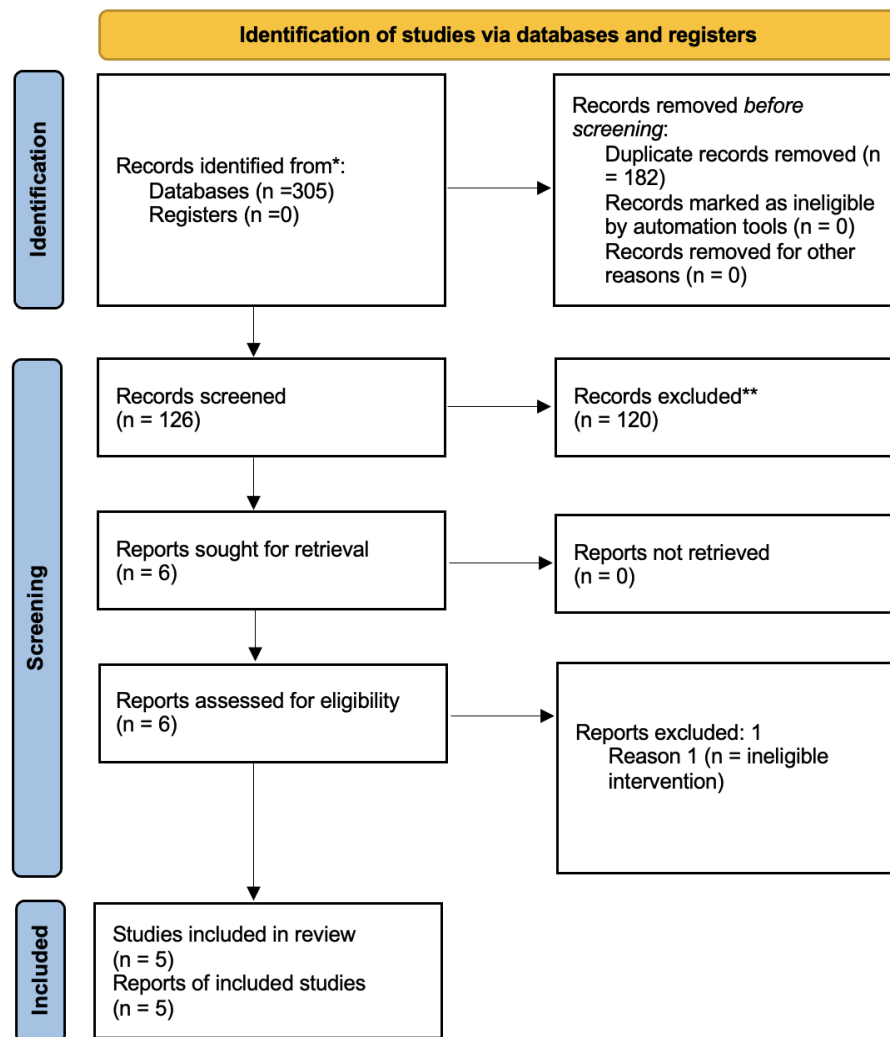 Identification of studies via databases and registers
Identification
Records identified from*:
Databases (n =305)
Registers (n =0)
Records removed before
screening:
Duplicate records removed (n
= 182)
Records marked as ineligible
by automation tools (n = 0)
Records removed for other
reasons (n = 0)
Screening
Records screened
(n = 126)
Records excluded**
(n = 120)
Reports sought for retrieval
(n = 6)
Reports not retrieved
(n = 0)
Reports assessed for eligibility
(n = 6)
Reports excluded: 1
Reason 1 (n = ineligible
intervention)
Included
Studies included in review
(n = 5)
Reports of included studies
(n = 5)